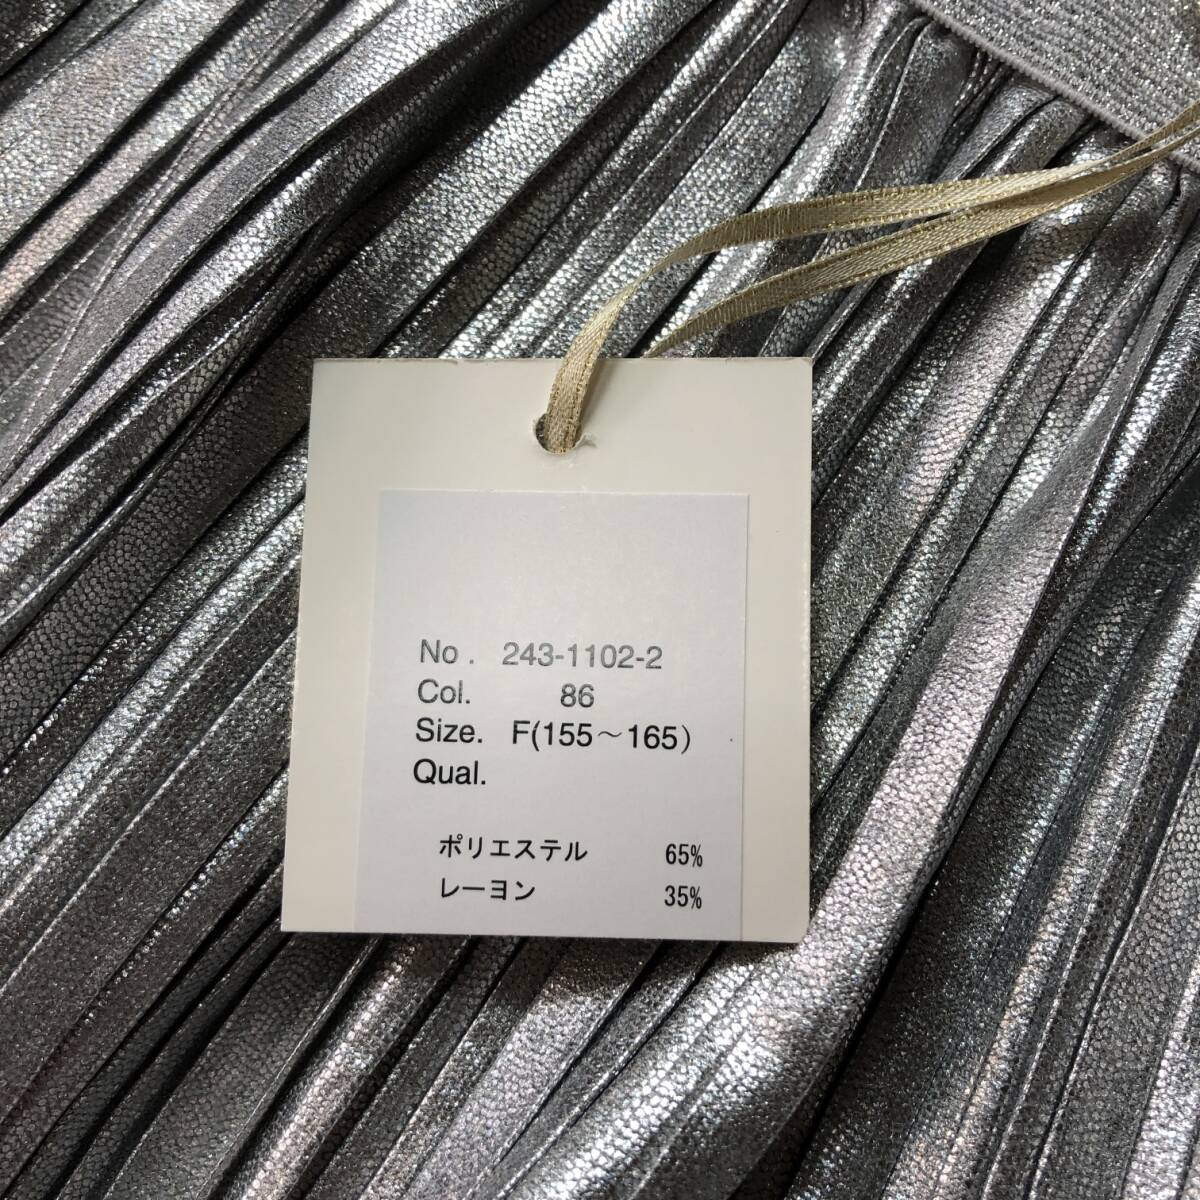 No. 243-1102-2
Col. 86
Size. F(155～165)
Qual.
ポリエステル 65%
レーヨン 35%